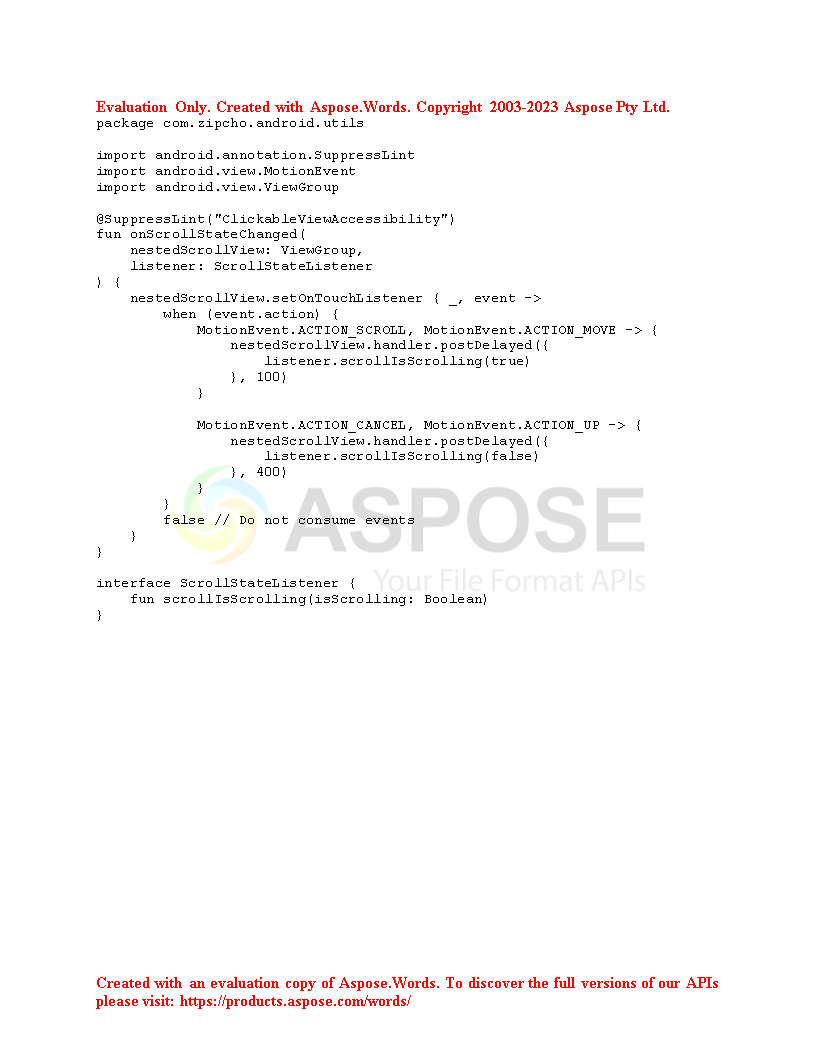 Evaluation Only. Created with Aspose.Words. Copyright 2003-2023 Aspose Pty Ltd.
package com.zipcho.android.utils

import android.annotation.SuppressLint
import android.view.MotionEvent
import android.view.ViewGroup

@SuppressLint("ClickableViewAccessibility")
fun onScrollStateChanged(
    nestedScrollView: ViewGroup,
    listener: ScrollStateListener
) {
    nestedScrollView.setOnTouchListener { _, event ->
        when (event.action) {
            MotionEvent.ACTION_SCROLL, MotionEvent.ACTION_MOVE -> {
                nestedScrollView.handler.postDelayed({
                    listener.scrollIsScrolling(true)
                }, 100)
            }

            MotionEvent.ACTION_CANCEL, MotionEvent.ACTION_UP -> {
                nestedScrollView.handler.postDelayed({
                    listener.scrollIsScrolling(false)
                }, 400)
            }
        }
        false // Do not consume events
    }
}
ASPOSE
Your File Format APIs

interface ScrollStateListener {
    fun scrollIsScrolling(isScrolling: Boolean)
}
Created with an evaluation copy of Aspose.Words. To discover the full versions of our APIs
please visit: https://products.aspose.com/words/